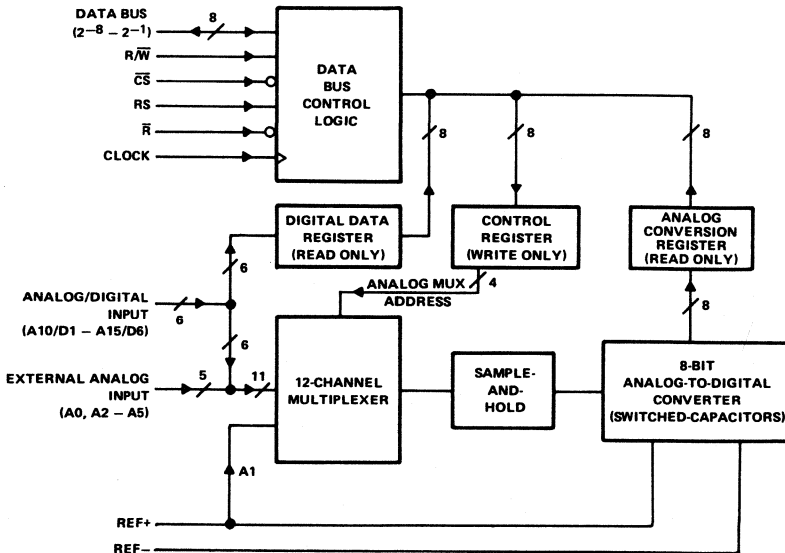 DATA BUS
(2⁻⁸ – 2⁻¹)
8
R/W̅
C̅S̅
RS
R̅
CLOCK
DATA
BUS
CONTROL
LOGIC
8
8
8
DIGITAL DATA
REGISTER
(READ ONLY)
CONTROL
REGISTER
(WRITE ONLY)
ANALOG
CONVERSION
REGISTER
(READ ONLY)
6
ANALOG MUX
ADDRESS
4
8
ANALOG/DIGITAL
INPUT
(A10/D1 – A15/D6)
6
6
EXTERNAL ANALOG
INPUT
(A0, A2 – A5)
5
11
12-CHANNEL
MULTIPLEXER
SAMPLE-
AND-
HOLD
8-BIT
ANALOG-TO-DIGITAL
CONVERTER
(SWITCHED-CAPACITORS)
A1
REF+
REF–